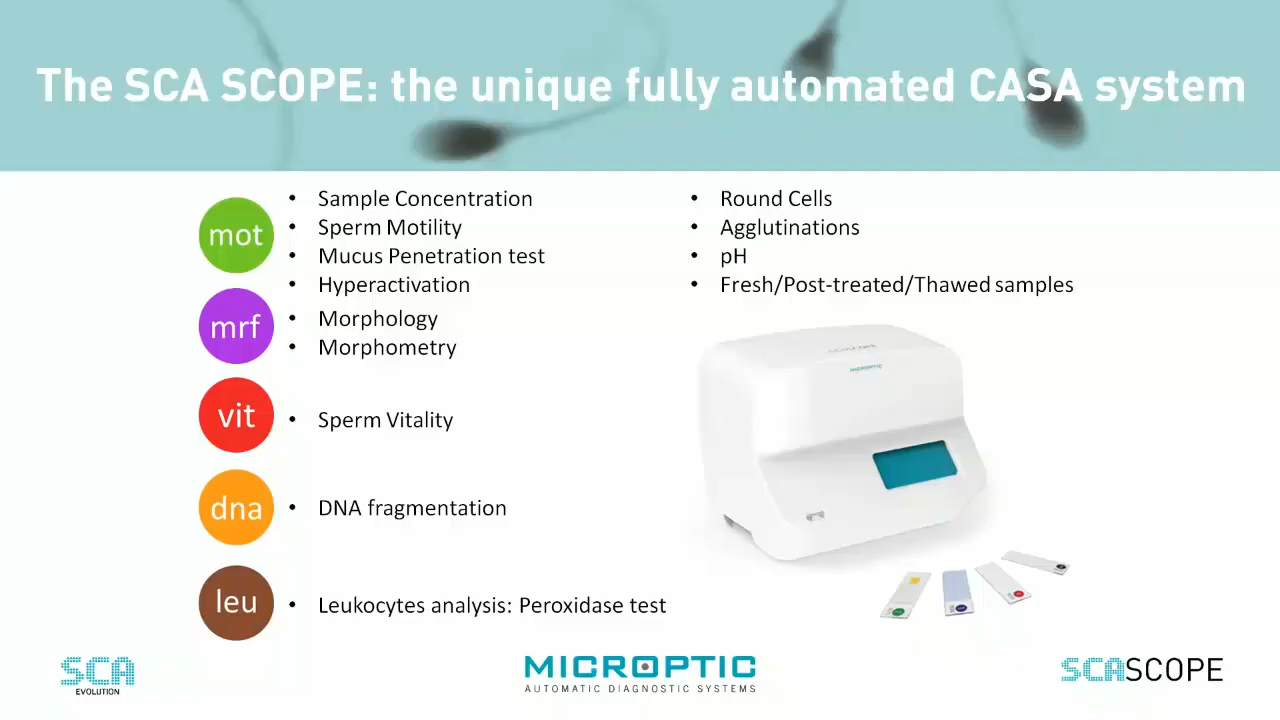 The SCA SCOPE: the unique fully automated CASA system
mot
• Sample Concentration
• Sperm Motility
• Mucus Penetration test
• Hyperactivation
• Round Cells
• Agglutinations
• pH
• Fresh/Post-treated/Thawed samples
mrf
• Morphology
• Morphometry
vit
• Sperm Vitality
dna
• DNA fragmentation
leu
• Leukocytes analysis: Peroxidase test
MICROPTIC
SCA
EVOLUTION
MICROPTIC
AUTOMATIC DIAGNOSTIC SYSTEMS
SCASCOPE